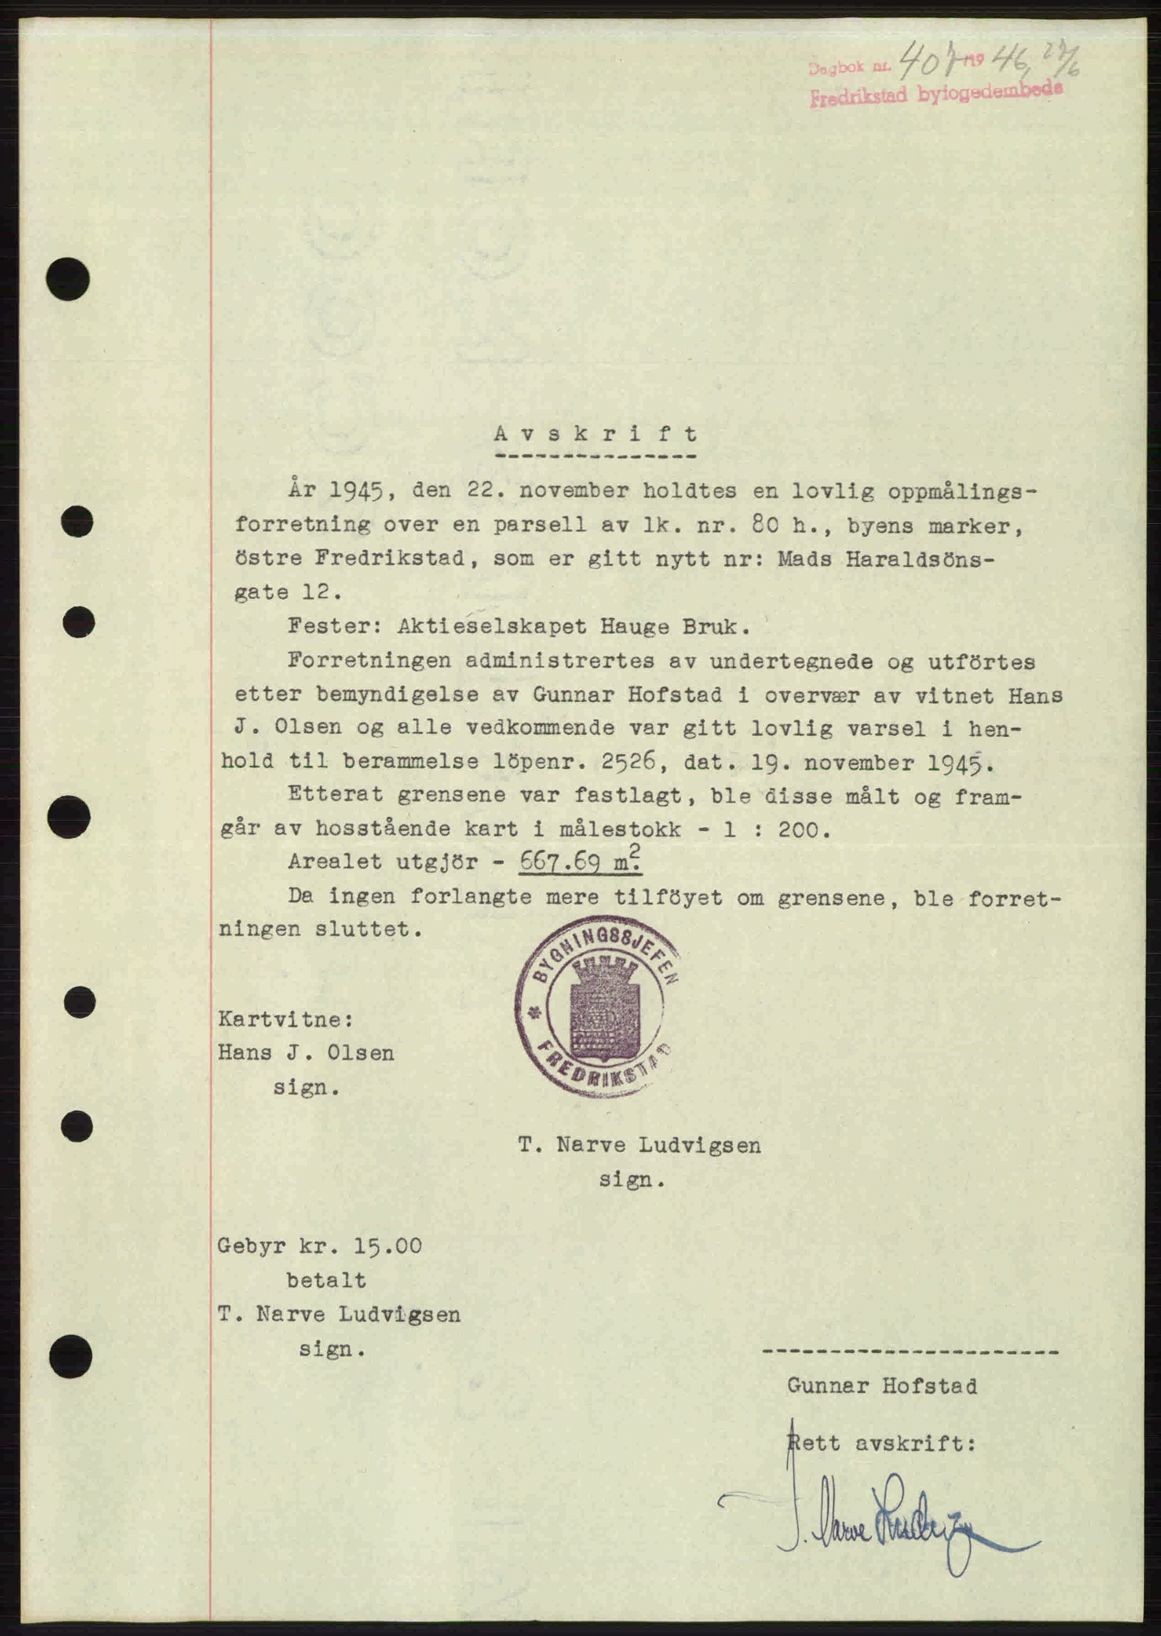 Dagbok nr. 407 1946, 27/6
Fredrikstad byfogedembede
Avskrift
År 1945, den 22. november holdtes en lovlig oppmålings-
forretning over en parsell av lk. nr. 80 h., byens marker,
östre Fredrikstad, som er gitt nytt nr: Mads Haraldsöns-
gate 12.
Fester: Aktieselskapet Hauge Bruk.
Forretningen administrertes av undertegnede og utförtes
etter bemyndigelse av Gunnar Hofstad i overvær av vitnet Hans
J. Olsen og alle vedkommende var gitt lovlig varsel i hen-
hold til berammelse löpenr. 2526, dat. 19. november 1945.
Etterat grensene var fastlagt, ble disse målt og fram-
går av hosstående kart i målestokk - 1 : 200.
Arealet utgjör - 667.69 m².
Da ingen forlangte mere tilföyet om grensene, ble forret-
ningen sluttet.
BYGNINGSSJEFEN
* FREDRIKSTAD
Kartvitne:
Hans J. Olsen
sign.
T. Narve Ludvigsen
sign.
Gebyr kr. 15.00
betalt
T. Narve Ludvigsen
sign.
Gunnar Hofstad
Rett avskrift:
T. Narve Ludvigsen